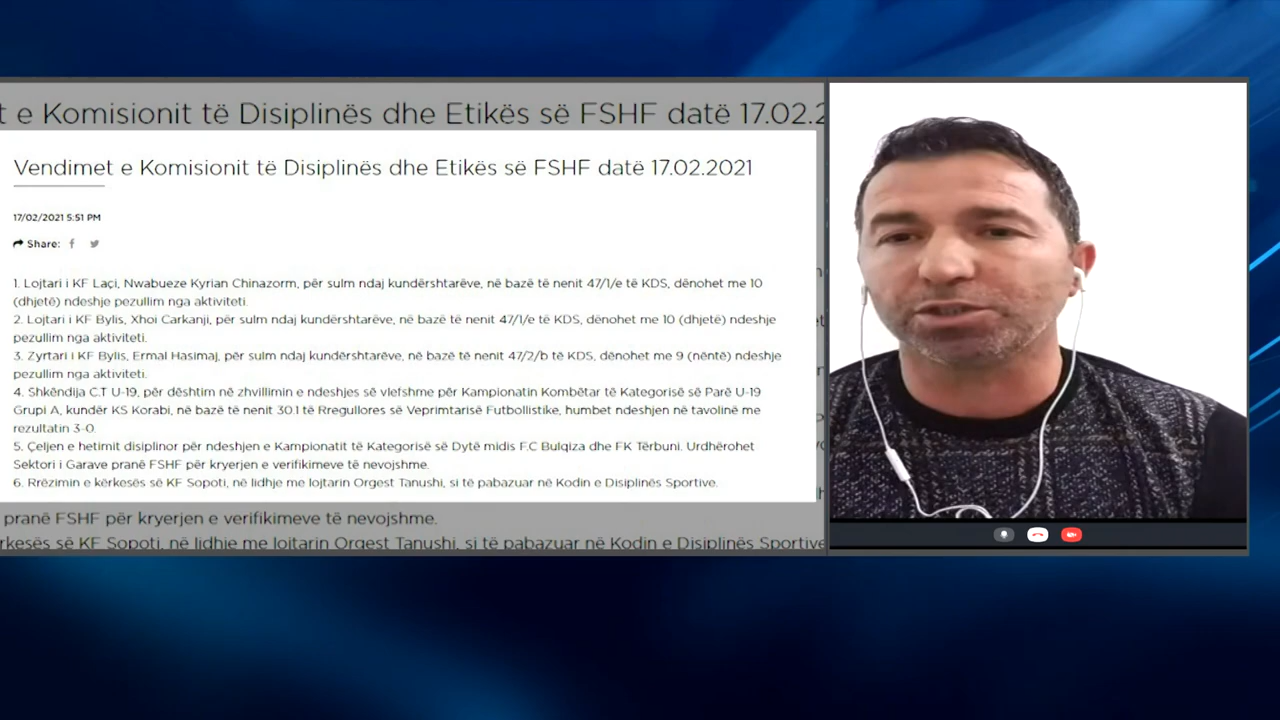 t e Komisionit të Disiplinës dhe Etikës së FSHF datë 17.02.2
Vendimet e Komisionit të Disiplinës dhe Etikës së FSHF datë 17.02.2021
17/02/2021 5:51 PM
Share:
1. Lojtari i KF Laçi, Nwabueze Kyrian Chinazorm, për sulm ndaj kundërshtarëve, në bazë të nenit 47/1/e të KDS, dënohet me 10
(dhjetë) ndeshje pezullim nga aktiviteti.
2. Lojtari i KF Bylis, Xhoi Carkanji, për sulm ndaj kundërshtarëve, në bazë të nenit 47/1/e të KDS, dënohet me 10 (dhjetë) ndeshje
pezullim nga aktiviteti.
3. Zyrtari i KF Bylis, Ermal Hasimaj, për sulm ndaj kundërshtarëve, në bazë të nenit 47/2/b të KDS, dënohet me 9 (nëntë) ndeshje
pezullim nga aktiviteti.
4. Shkëndija C.T U-19, për dështim në zhvillimin e ndeshjes së vlefshme për Kampionatin Kombëtar të Kategorisë së Parë U-19
Grupi A, kundër KS Korabi, në bazë të nenit 30.1 të Rregullores së Veprimtarisë Futbollistike, humbet ndeshjen në tavolinë me
rezultatin 3-0.
5. Çeljen e hetimit disiplinor për ndeshjen e Kampionatit të Kategorisë së Dytë midis F.C Bulqiza dhe FK Tërbuni. Urdhërohet
Sektori i Garave pranë FSHF për kryerjen e verifikimeve të nevojshme.
6. Rrëzimin e kërkesës së KF Sopoti, në lidhje me lojtarin Orgest Tanushi, si të pabazuar në Kodin e Disiplinës Sportive.
pranë FSHF për kryerjen e verifikimeve të nevojshme.
rkesës së KF Sopoti, në lidhje me lojtarin Orgest Tanushi, si të pabazuar në Kodin e Disiplinës Sportive